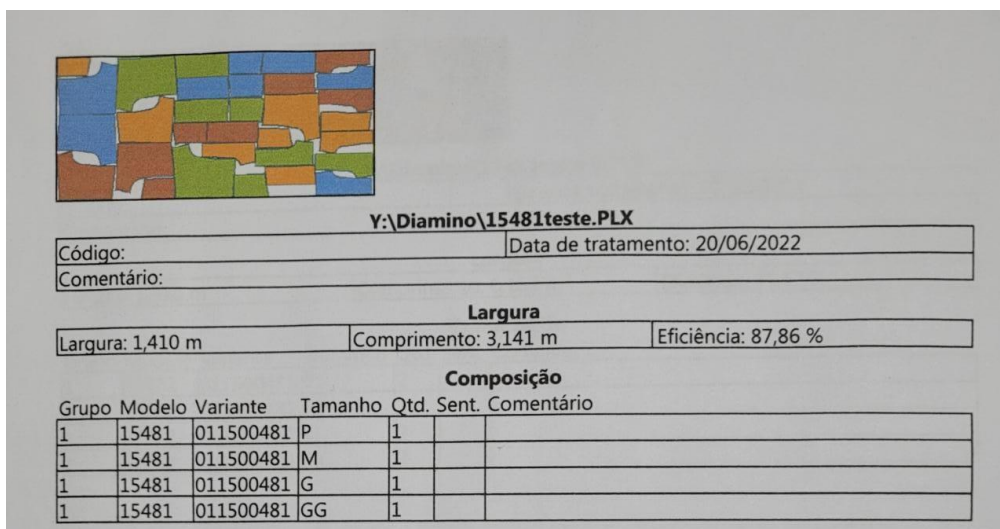 Y:\Diamino\15481teste.PLX
Código: Data de tratamento: 20/06/2022
Comentário:
Largura
Largura: 1,410 m Comprimento: 3,141 m Eficiência: 87,86 %
Composição
Grupo Modelo Variante Tamanho Qtd. Sent. Comentário
1 15481 011500481 P 1
1 15481 011500481 M 1
1 15481 011500481 G 1
1 15481 011500481 GG 1